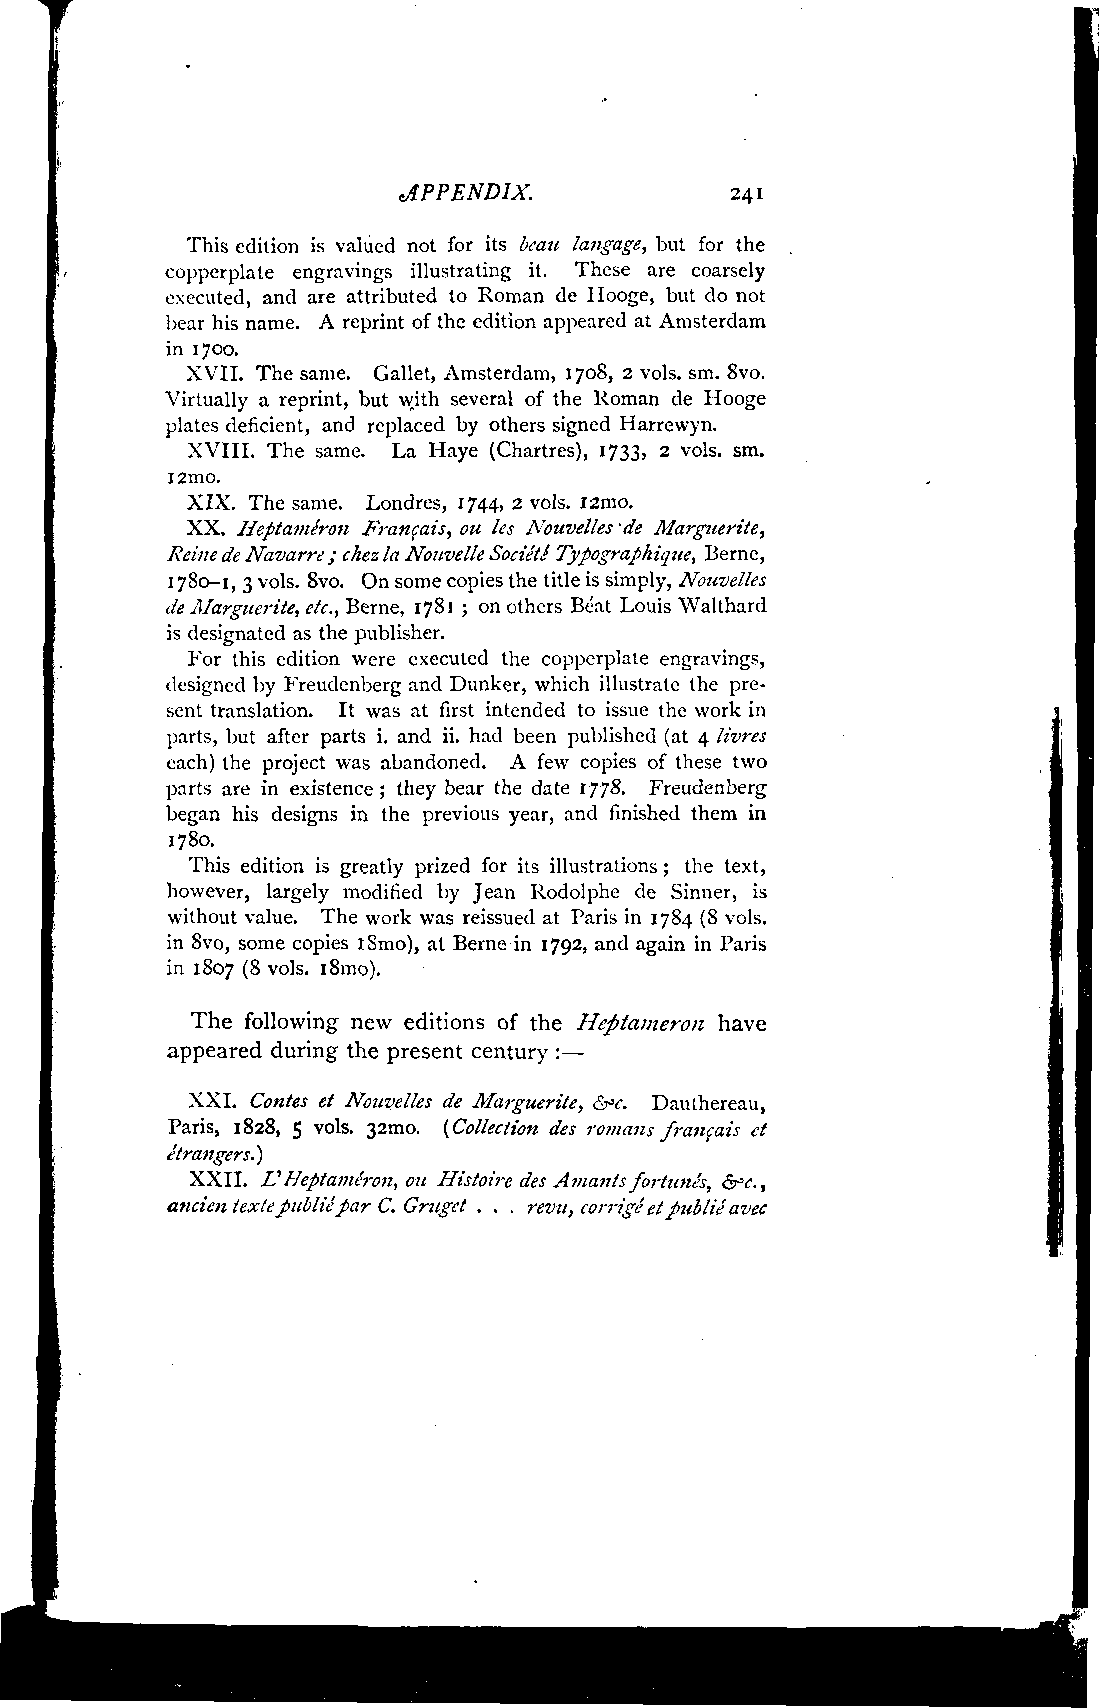 APPENDIX. 241
This edition is valued not for its beau langage, but for the
copperplate engravings illustrating it. These are coarsely
executed, and are attributed to Roman de Hooge, but do not
bear his name. A reprint of the edition appeared at Amsterdam
in 1700.
XVII. The same. Gallet, Amsterdam, 1708, 2 vols. sm. 8vo.
Virtually a reprint, but with several of the Roman de Hooge
plates deficient, and replaced by others signed Harrewyn.
XVIII. The same. La Haye (Chartres), 1733, 2 vols. sm.
12mo.
XIX. The same. Londres, 1744, 2 vols. 12mo.
XX. Heptaméron Français, ou les Nouvelles de Marguerite,
Reine de Navarre ; chez la Nouvelle Société Typographique, Berne,
1780–1, 3 vols. 8vo. On some copies the title is simply, Nouvelles
de Marguerite, etc., Berne, 1781 ; on others Béat Louis Walthard
is designated as the publisher.
For this edition were executed the copperplate engravings,
designed by Freudenberg and Dunker, which illustrate the pre-
sent translation. It was at first intended to issue the work in
parts, but after parts i. and ii. had been published (at 4 livres
each) the project was abandoned. A few copies of these two
parts are in existence ; they bear the date 1778. Freudenberg
began his designs in the previous year, and finished them in
1780.
This edition is greatly prized for its illustrations ; the text,
however, largely modified by Jean Rodolphe de Sinner, is
without value. The work was reissued at Paris in 1784 (8 vols.
in 8vo, some copies 18mo), at Berne in 1792, and again in Paris
in 1807 (8 vols. 18mo).
The following new editions of the Heptameron have
appeared during the present century :—
XXI. Contes et Nouvelles de Marguerite, &c. Dauthereau,
Paris, 1828, 5 vols. 32mo. (Collection des romans français et
étrangers.)
XXII. L'Heptaméron, ou Histoire des Amants fortunés, &c.,
ancien texte publié par C. Gruget . . . revu, corrigé et publié avec